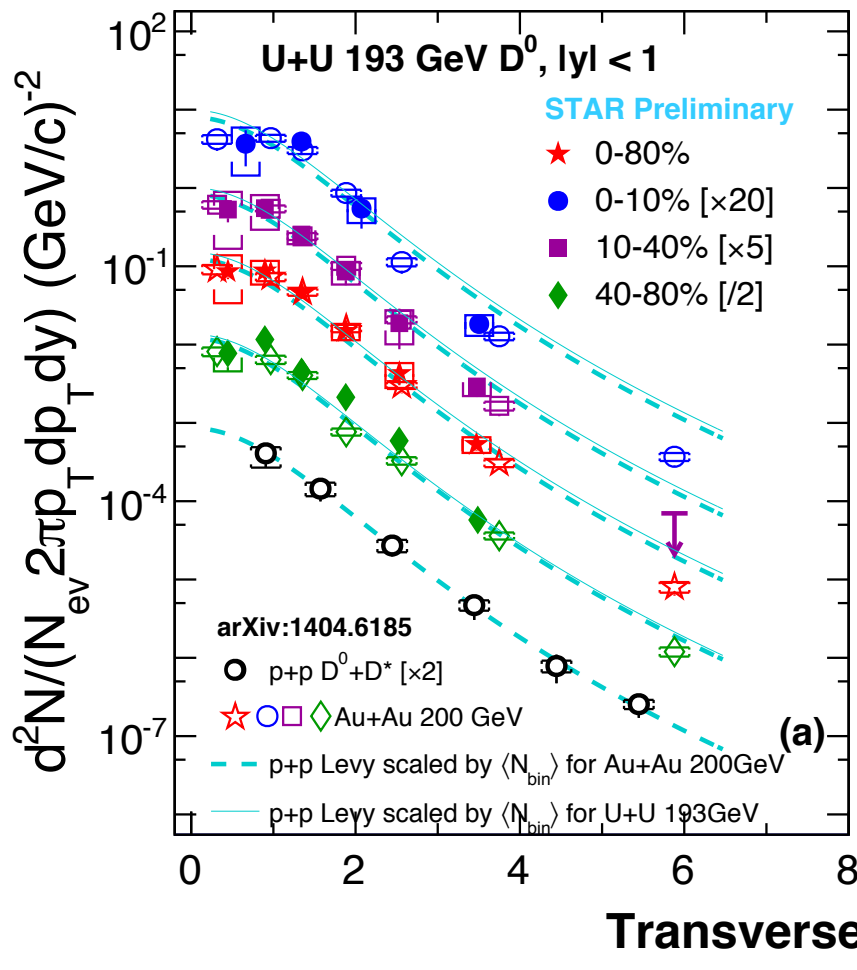 U+U 193 GeV D⁰, |y| < 1
STAR Preliminary
0-80%
0-10% [×20]
10-40% [×5]
40-80% [/2]
d²N/(N_ev 2πp_T dp_T dy) (GeV/c)⁻²
10²
10⁻¹
10⁻⁴
10⁻⁷
arXiv:1404.6185
p+p D⁰+D* [×2]
Au+Au 200 GeV
(a)
p+p Levy scaled by ⟨N_bin⟩ for Au+Au 200GeV
p+p Levy scaled by ⟨N_bin⟩ for U+U 193GeV
0 2 4 6 8
Transverse